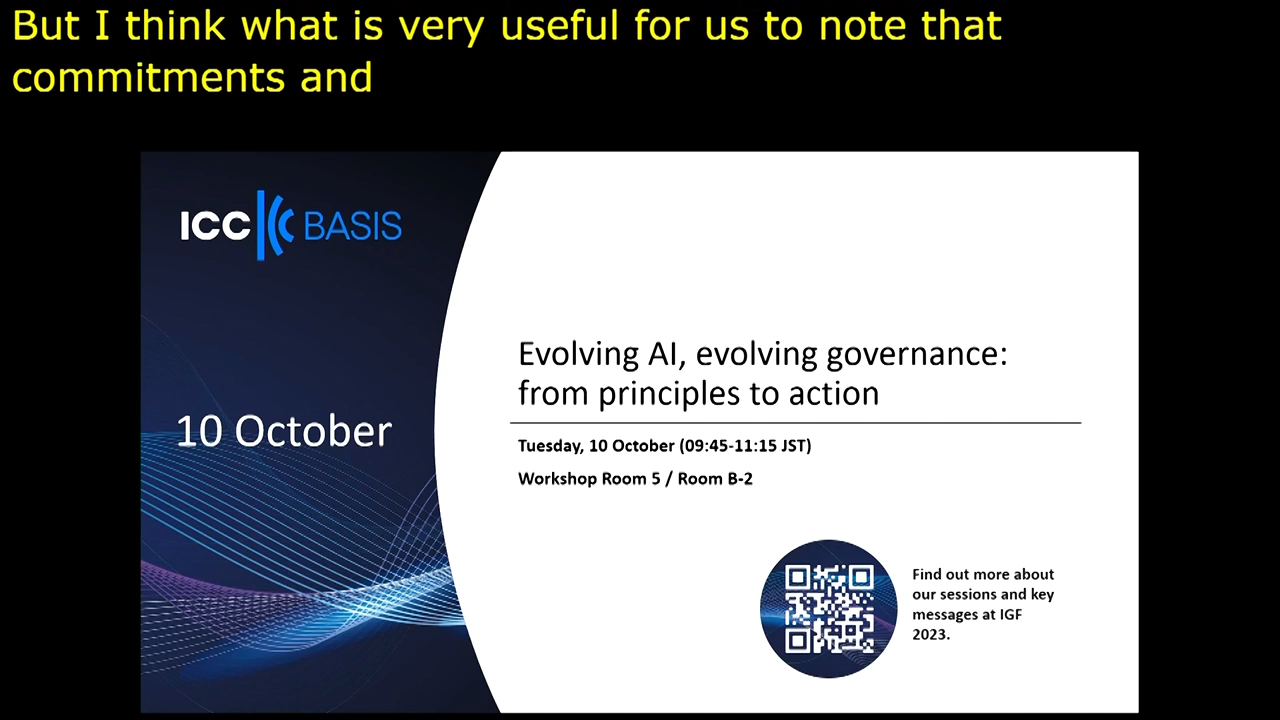 But I think what is very useful for us to note that
commitments and
ICC BASIS
10 October
Evolving AI, evolving governance:
from principles to action
Tuesday, 10 October (09:45-11:15 JST)
Workshop Room 5 / Room B-2
Find out more about
our sessions and key
messages at IGF
2023.